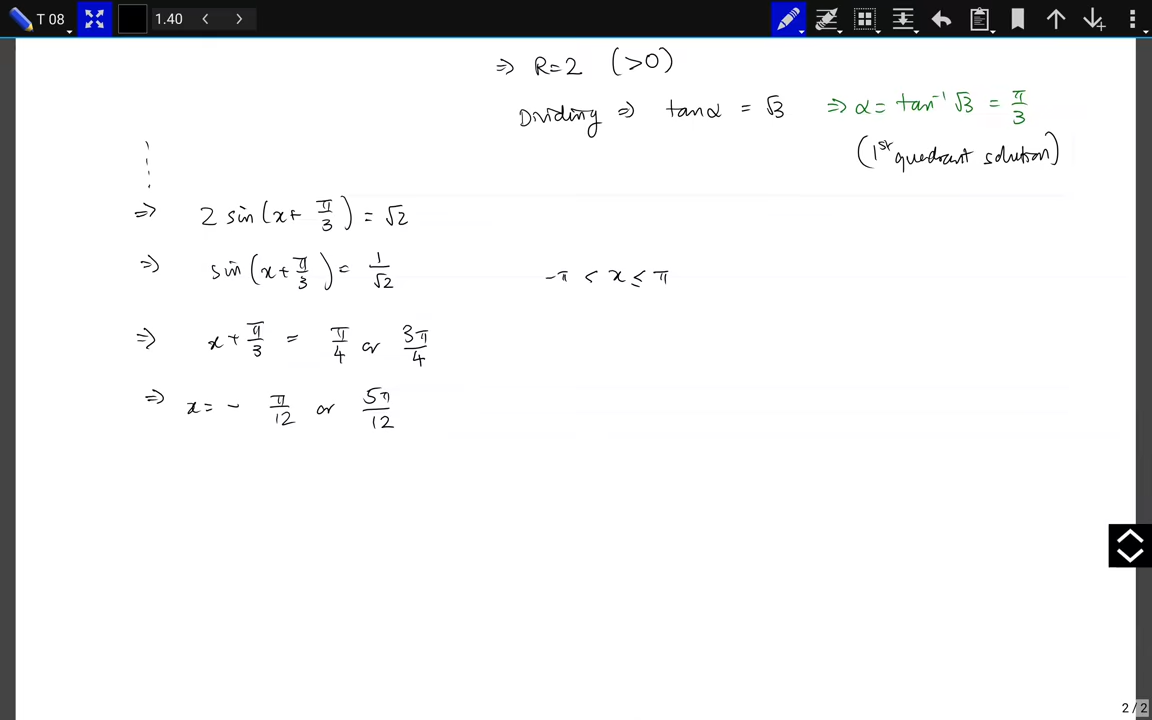 T 08 1.40
⇒ R=2 (>0)
Dividing ⇒ tanα = √3 ⇒ α = tan⁻¹ √3 = π/3
(1st quadrant solution)
⇒ 2 sin(x + π/3) = √2
⇒ sin(x + π/3) = 1/√2 -π < x ≤ π
⇒ x + π/3 = π/4 or 3π/4
⇒ x = - π/12 or 5π/12
2 / 2